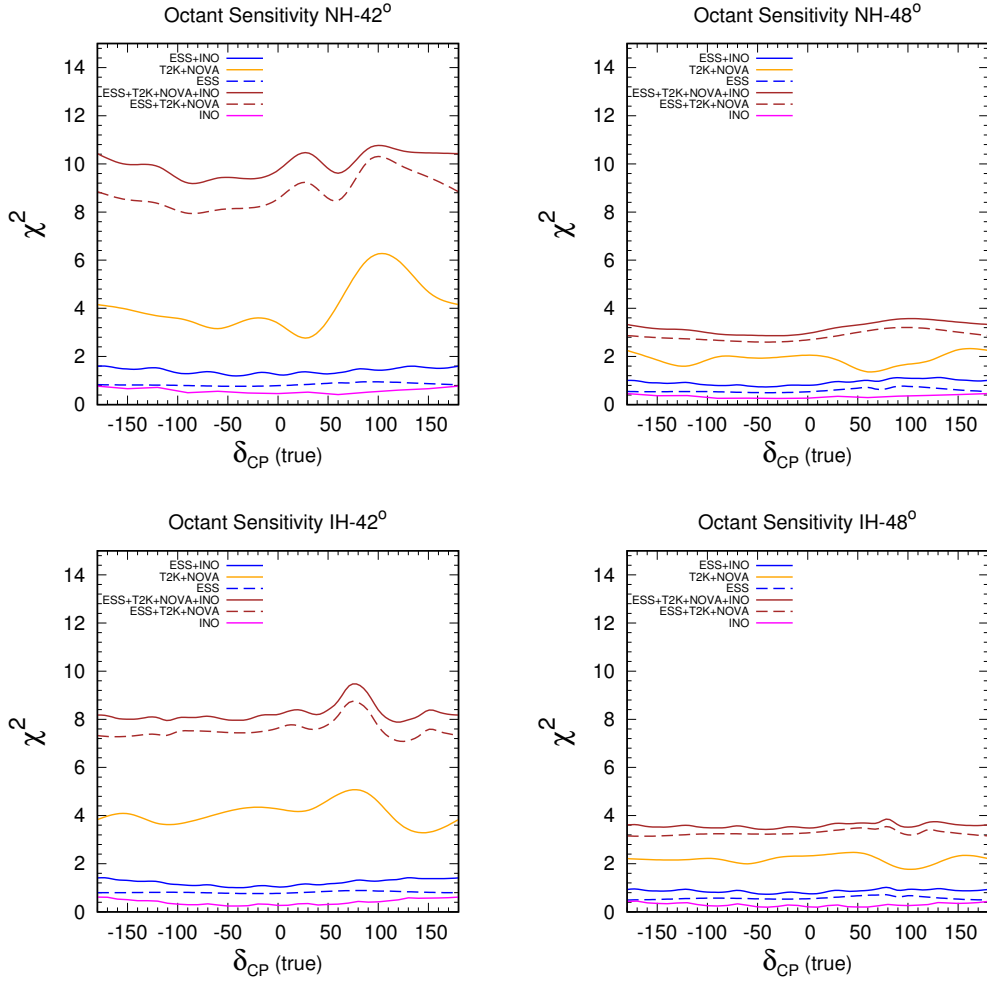 Octant Sensitivity NH-42°
ESS+INO
T2K+NOVA
ESS
ESS+T2K+NOVA+INO
ESS+T2K+NOVA
INO
14
12
10
8
6
4
2
0
χ²
-150 -100 -50 0 50 100 150
δCP (true)
Octant Sensitivity NH-48°
ESS+INO
T2K+NOVA
ESS
ESS+T2K+NOVA+INO
ESS+T2K+NOVA
INO
14
12
10
8
6
4
2
0
χ²
-150 -100 -50 0 50 100 150
δCP (true)
Octant Sensitivity IH-42°
ESS+INO
T2K+NOVA
ESS
ESS+T2K+NOVA+INO
ESS+T2K+NOVA
INO
14
12
10
8
6
4
2
0
χ²
-150 -100 -50 0 50 100 150
δCP (true)
Octant Sensitivity IH-48°
ESS+INO
T2K+NOVA
ESS
ESS+T2K+NOVA+INO
ESS+T2K+NOVA
INO
14
12
10
8
6
4
2
0
χ²
-150 -100 -50 0 50 100 150
δCP (true)